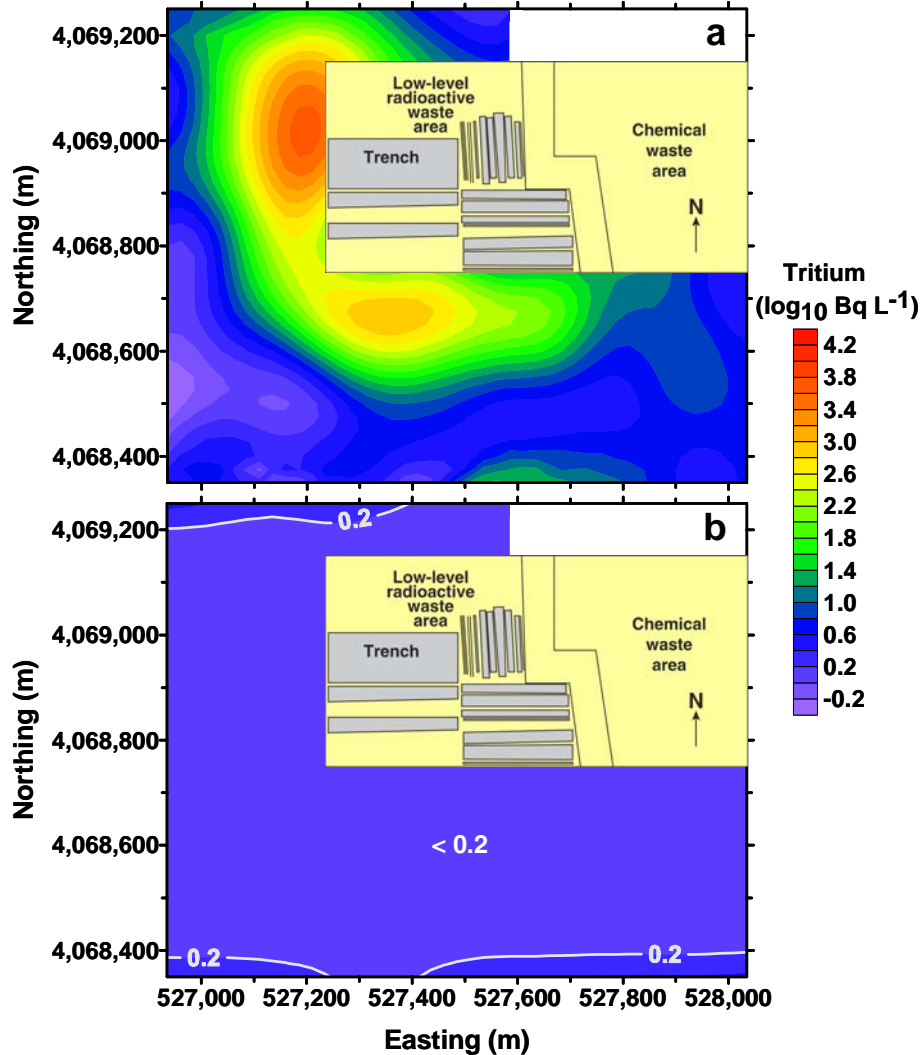 a
4,069,200
4,069,000
4,068,800
4,068,600
4,068,400
Northing (m)
Low-level
radioactive
waste
area
Trench
Chemical
waste
area
N
Tritium
(log10 Bq L-1)
4.2
3.8
3.4
3.0
2.6
2.2
1.8
1.4
1.0
0.6
0.2
-0.2
b
0.2
4,069,200
4,069,000
4,068,800
4,068,600
4,068,400
Northing (m)
Low-level
radioactive
waste
area
Trench
Chemical
waste
area
N
< 0.2
0.2
0.2
527,000 527,200 527,400 527,600 527,800 528,000
Easting (m)